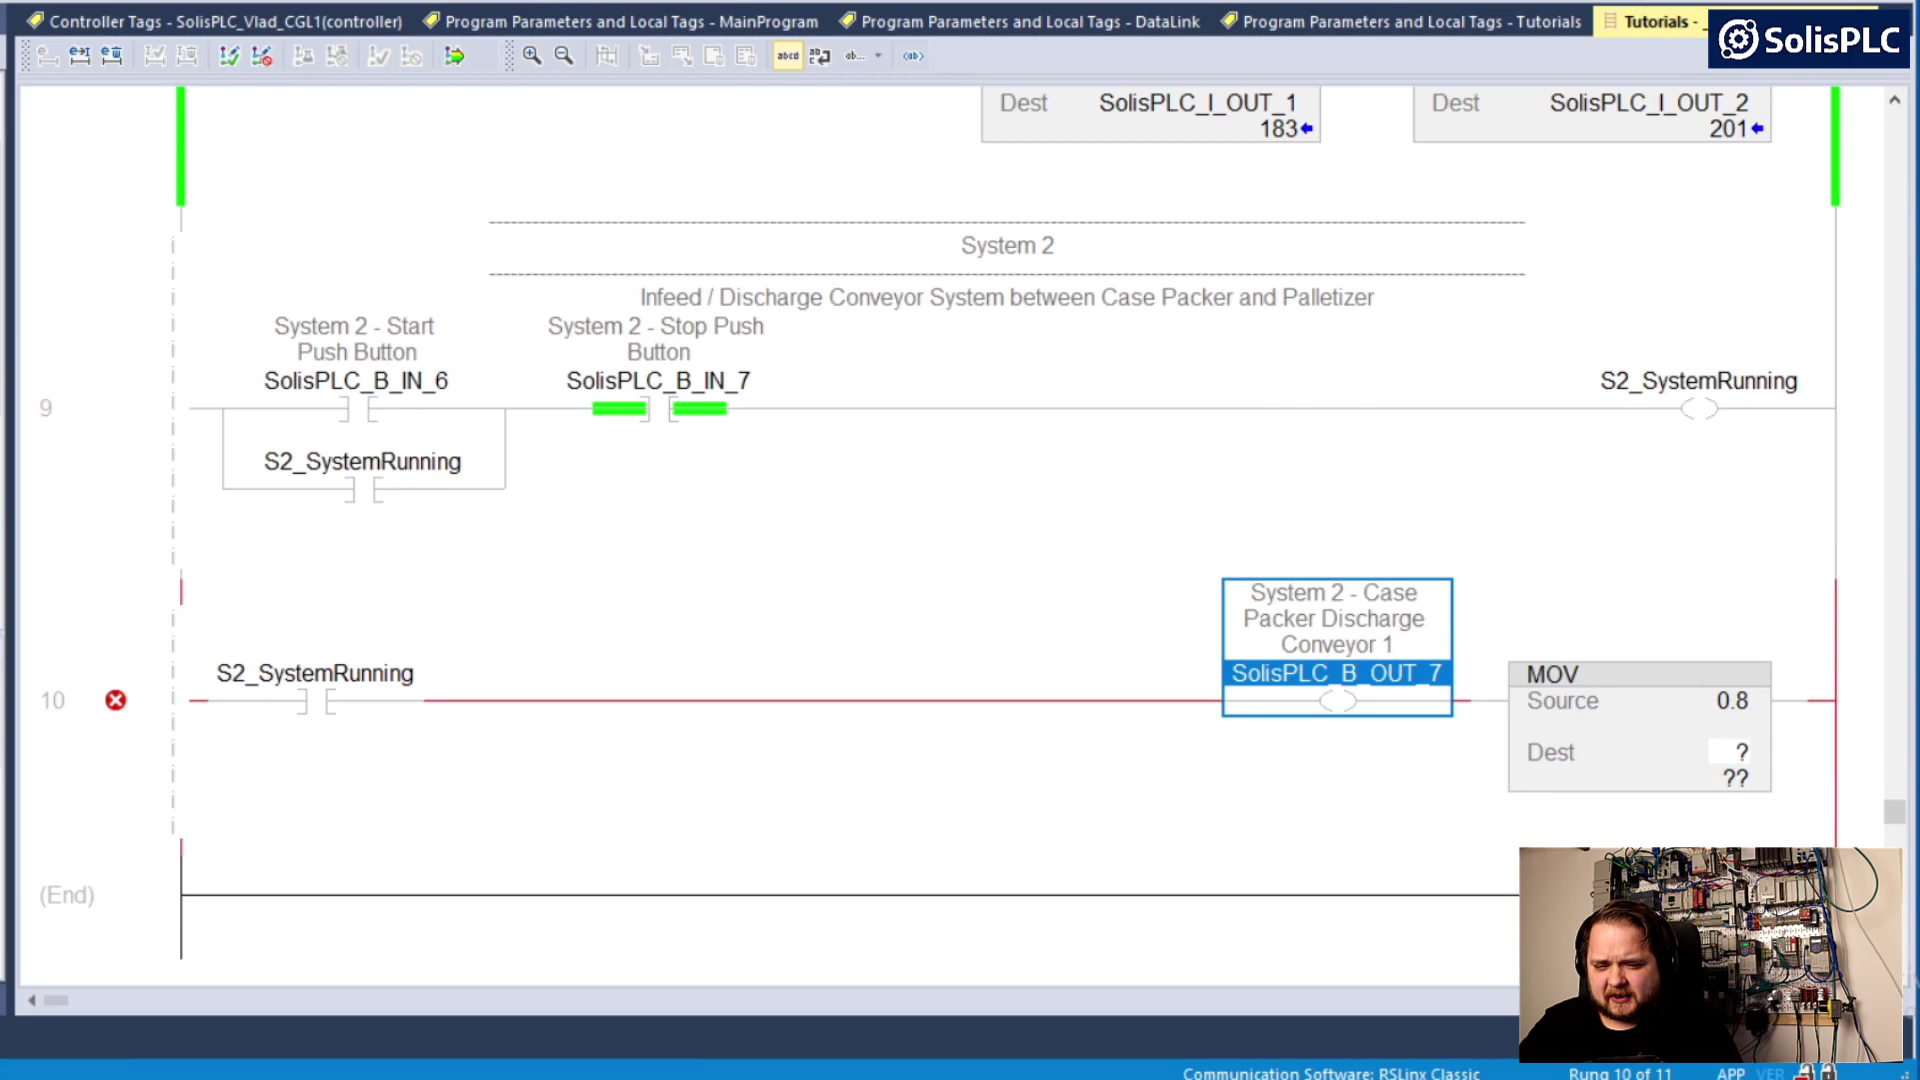 Controller Tags - SolisPLC_Vlad_CGL1(controller)
Program Parameters and Local Tags - MainProgram
Program Parameters and Local Tags - DataLink
Program Parameters and Local Tags - Tutorials
Tutorials -
SolisPLC
abcd
ab...
<ab>
Dest SolisPLC_I_OUT_1
183
Dest SolisPLC_I_OUT_2
201
System 2
Infeed / Discharge Conveyor System between Case Packer and Palletizer
System 2 - Start
Push Button
SolisPLC_B_IN_6
System 2 - Stop Push
Button
SolisPLC_B_IN_7
S2_SystemRunning
9
S2_SystemRunning
System 2 - Case
Packer Discharge
Conveyor 1
SolisPLC_B_OUT_7
10
S2_SystemRunning
MOV
Source 0.8
Dest ?
??
(End)
Communication Software: RSLinx Classic
Rung 10 of 11
APP
VER